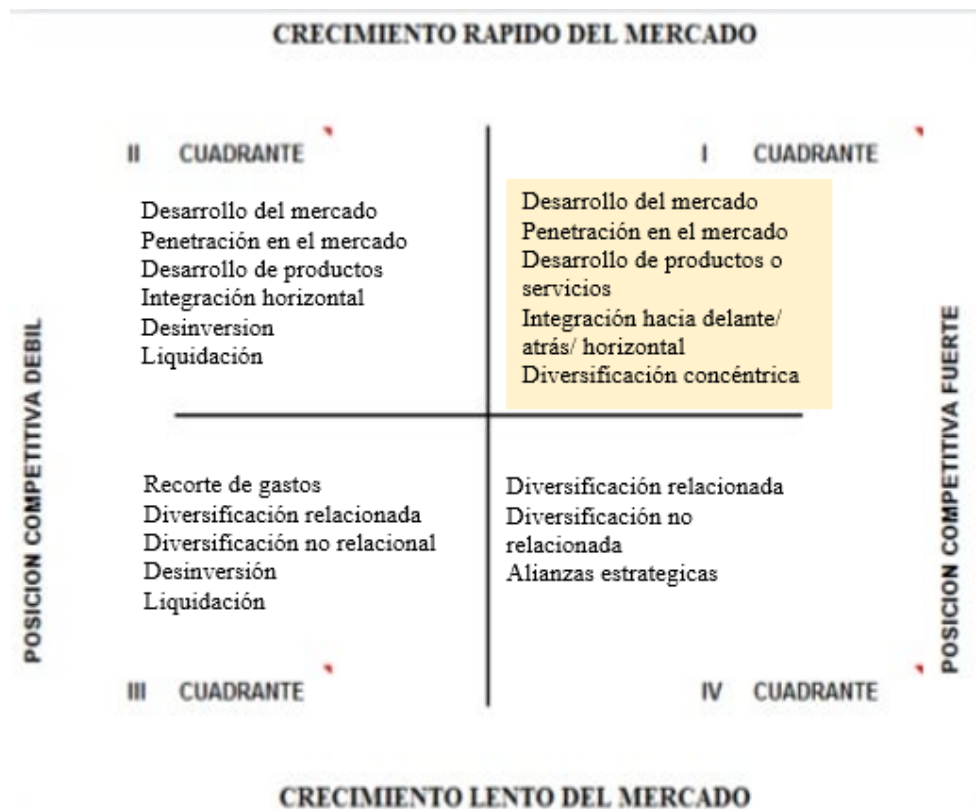 CRECIMIENTO RAPIDO DEL MERCADO
II CUADRANTE
Desarrollo del mercado
Penetración en el mercado
Desarrollo de productos
Integración horizontal
Desinversion
Liquidación
I CUADRANTE
Desarrollo del mercado
Penetración en el mercado
Desarrollo de productos o
servicios
Integración hacia delante/
atrás/ horizontal
Diversificación concéntrica
POSICION COMPETITIVA DEBIL
POSICION COMPETITIVA FUERTE
Recorte de gastos
Diversificación relacionada
Diversificación no relacional
Desinversión
Liquidación
III CUADRANTE
Diversificación relacionada
Diversificación no
relacionada
Alianzas estrategicas
IV CUADRANTE
CRECIMIENTO LENTO DEL MERCADO